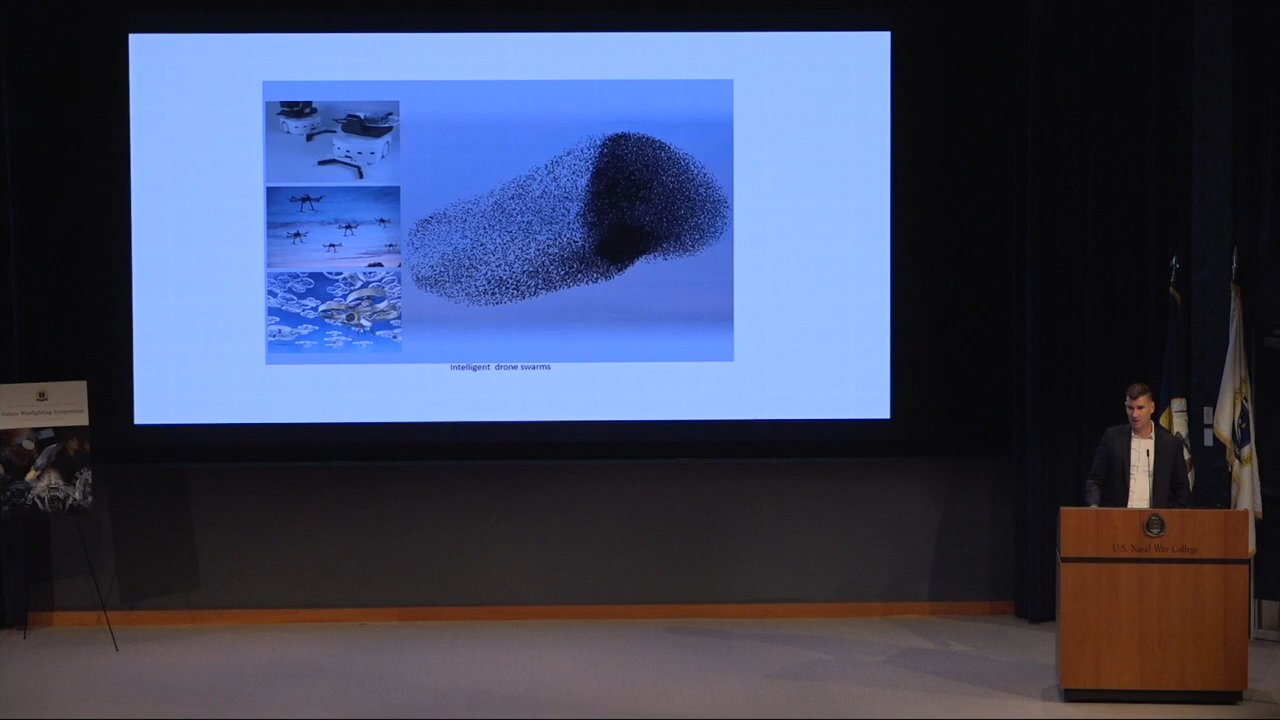 Intelligent drone swarms
Future Warfighting Symposium
U.S. Naval War College